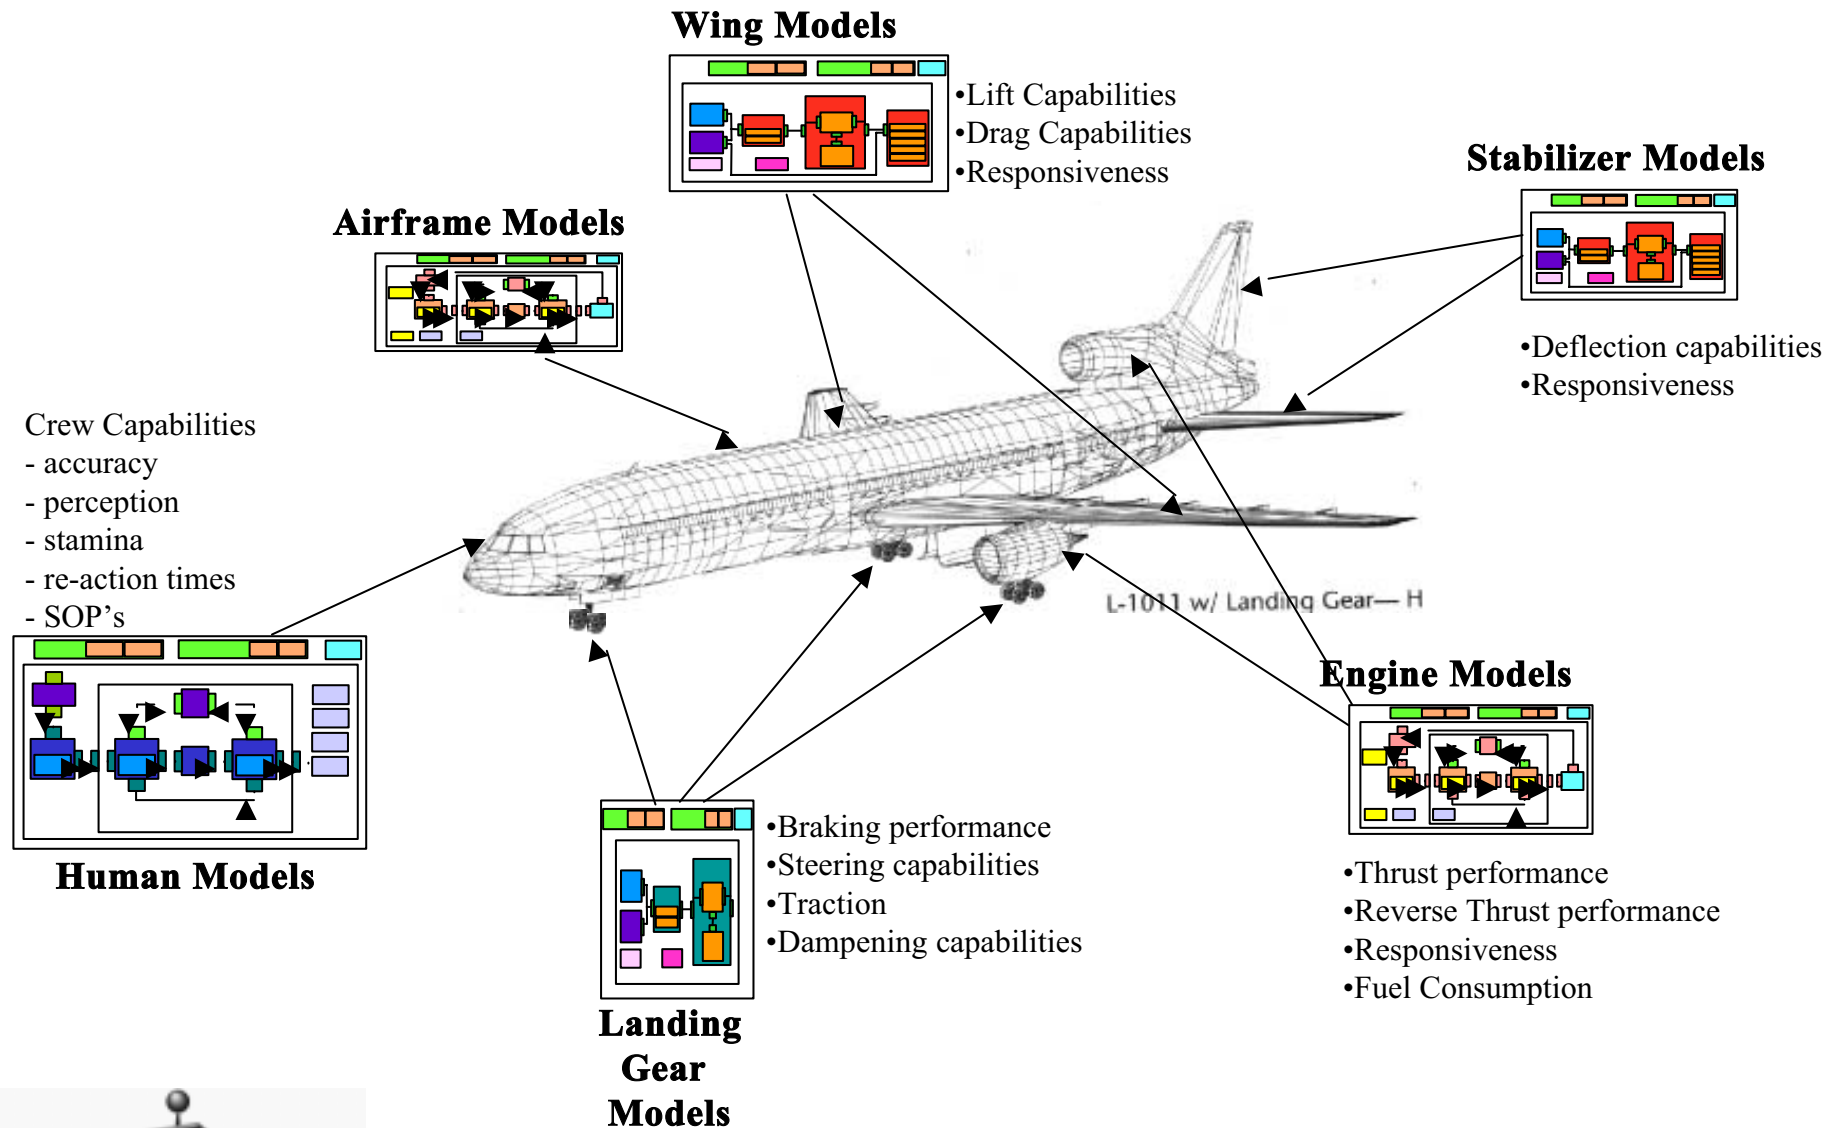 Wing Models
•Lift Capabilities
•Drag Capabilities
•Responsiveness
Stabilizer Models
•Deflection capabilities
•Responsiveness
Airframe Models
Crew Capabilities
- accuracy
- perception
- stamina
- re-action times
- SOP’s
Human Models
L-1011 w/ Landing Gear— H
Engine Models
•Thrust performance
•Reverse Thrust performance
•Responsiveness
•Fuel Consumption
•Braking performance
•Steering capabilities
•Traction
•Dampening capabilities
Landing
Gear
Models